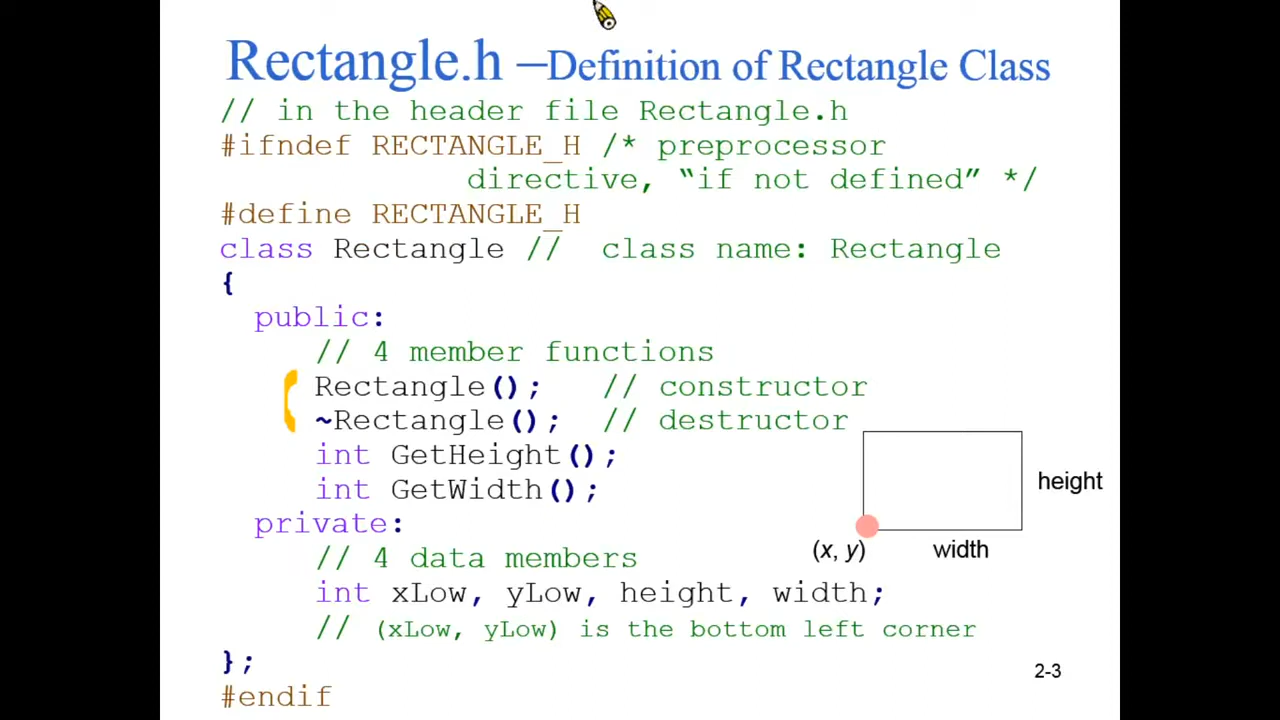 Rectangle.h –Definition of Rectangle Class
// in the header file Rectangle.h
#ifndef RECTANGLE_H /* preprocessor
directive, “if not defined” */
#define RECTANGLE_H
class Rectangle // class name: Rectangle
{
public:
// 4 member functions
Rectangle(); // constructor
~Rectangle(); // destructor
int GetHeight();
int GetWidth();
private:
// 4 data members
int xLow, yLow, height, width;
// (xLow, yLow) is the bottom left corner
};
#endif
height
(x, y)
width
2-3